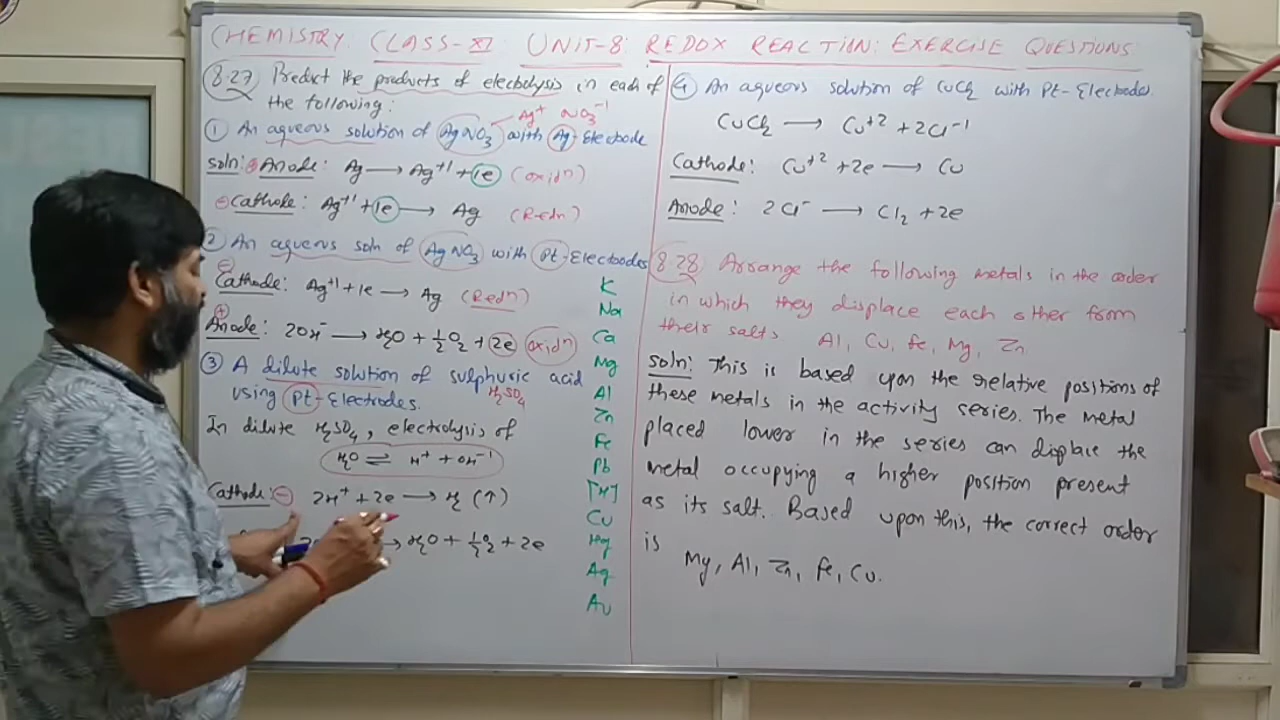 CHEMISTRY: CLASS-XI: UNIT-8: REDOX REACTION: EXERCISE QUESTIONS
8.27 Predict the products of electrolysis in each of
the following:
Ag+ NO3-1
① An aqueous solution of AgNO3 with Ag-Electrode
soln: ⊕ Anode: Ag → Ag+1 + 1e (oxidn)
⊖ Cathode: Ag+1 + 1e → Ag (Redn)
② An aqueous soln of AgNO3 with Pt-Electrodes
⊖
Cathode: Ag+1 + 1e → Ag (Redn)
⊕
Anode: 2OH- → H2O + 1/2 O2 + 2e oxidn
③ A dilute solution of sulphuric acid
H2SO4
using Pt-Electrodes.
In dilute H2SO4, electrolysis of
H2O ⇌ H+ + OH-1
Cathode: ⊖ 2H+ + 2e → H2 (↑)
→ H2O + 1/2 O2 + 2e
K
Na
Ca
Mg
Al
Zn
Fe
Pb
[H]
Cu
Hg
Ag
Au
④ An aqueous solution of CuCl2 with Pt-Electrodes.
CuCl2 → Cu+2 + 2Cl-1
Cathode: Cu+2 + 2e → Cu
Anode: 2Cl- → Cl2 + 2e
8.28 Arrange the following metals in the order
in which they displace each other from
their salts Al, Cu, Fe, Mg, Zn
soln: This is based upon the relative positions of
these metals in the activity series. The metal
placed lower in the series can displace the
metal occupying a higher position present
as its salt. Based upon this, the correct order
is
Mg, Al, Zn, Fe, Cu.